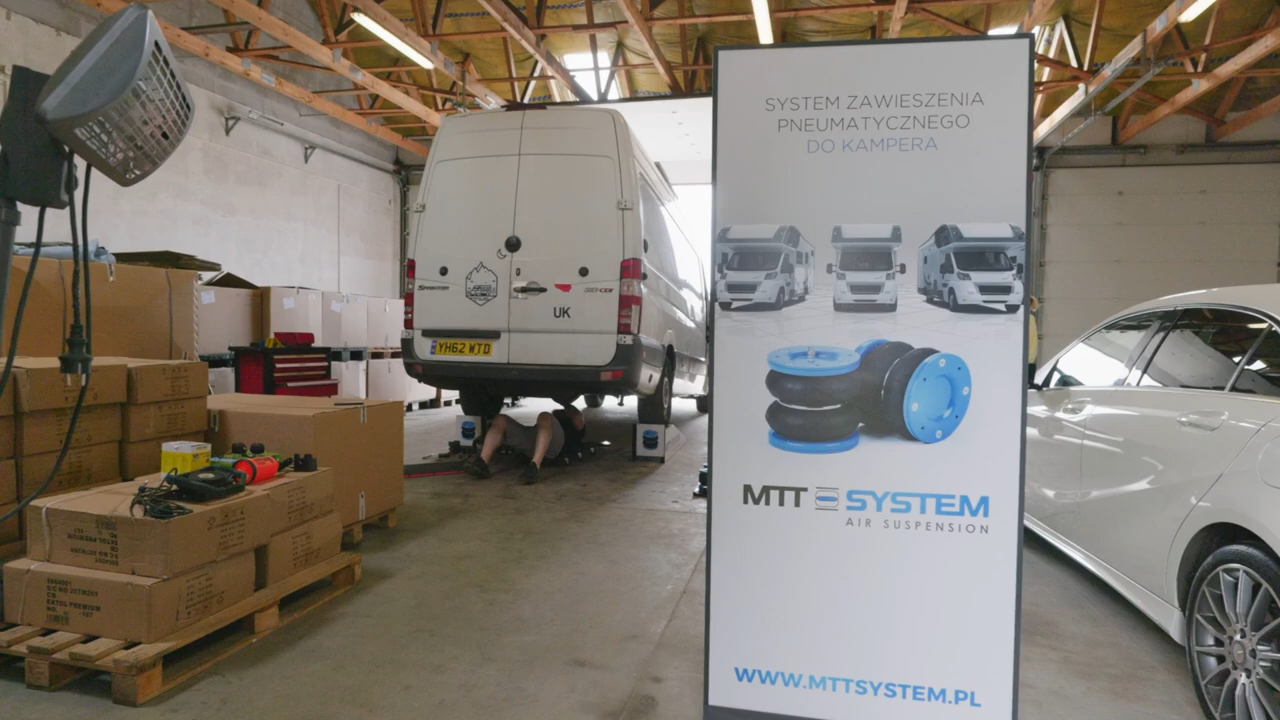 SYSTEM ZAWIESZENIA
PNEUMATYCZNEGO
DO KAMPERA
MTT SYSTEM
AIR SUSPENSION
WWW.MTTSYSTEM.PL
SPRINTER
UK
YH62 WTD